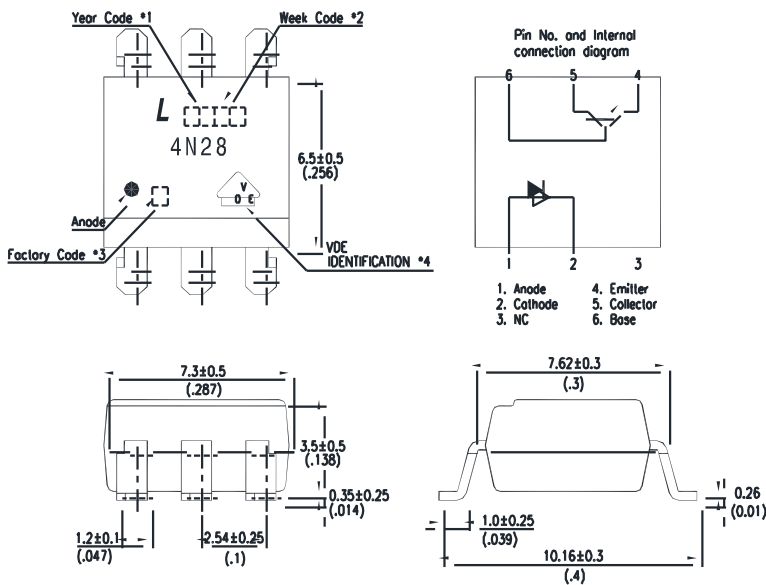 Year Code *1
Week Code *2
L
4N28
Anode
Factory Code *3
V
D E
VDE
IDENTIFICATION *4
6.5±0.5
(.256)
Pin No. and Internal
connection diagram
6 5 4
1 2 3
1. Anode
2. Cathode
3. NC
4. Emitter
5. Collector
6. Base
7.3±0.5
(.287)
3.5±0.5
(.138)
0.35±0.25
(.014)
1.2±0.1
(.047)
2.54±0.25
(.1)
7.62±0.3
(.3)
0.26
(0.01)
1.0±0.25
(.039)
10.16±0.3
(.4)